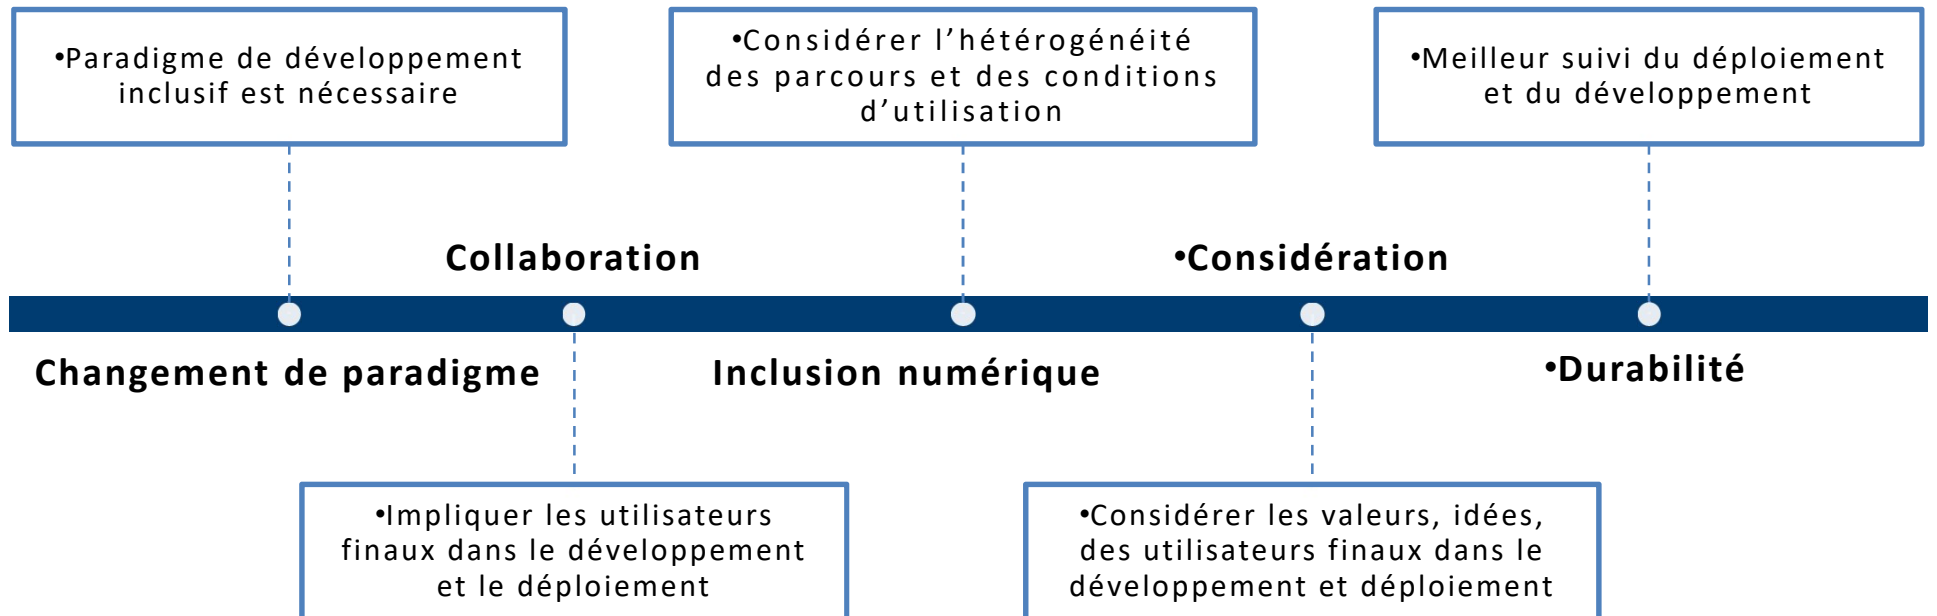 •Paradigme de développement
inclusif est nécessaire
•Considérer l’hétérogénéité
des parcours et des conditions
d’utilisation
•Meilleur suivi du déploiement
et du développement
Collaboration
•Considération
Changement de paradigme
Inclusion numérique
•Durabilité
•Impliquer les utilisateurs
finaux dans le développement
et le déploiement
•Considérer les valeurs, idées,
des utilisateurs finaux dans le
développement et déploiement